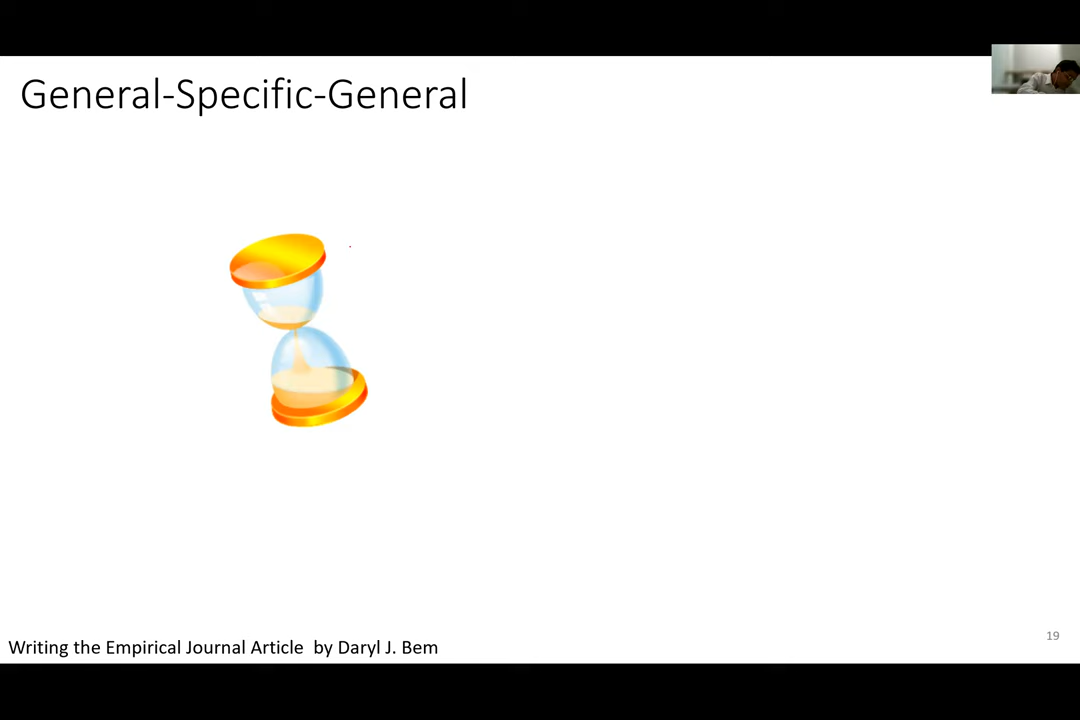 General-Specific-General
Writing the Empirical Journal Article by Daryl J. Bem
19